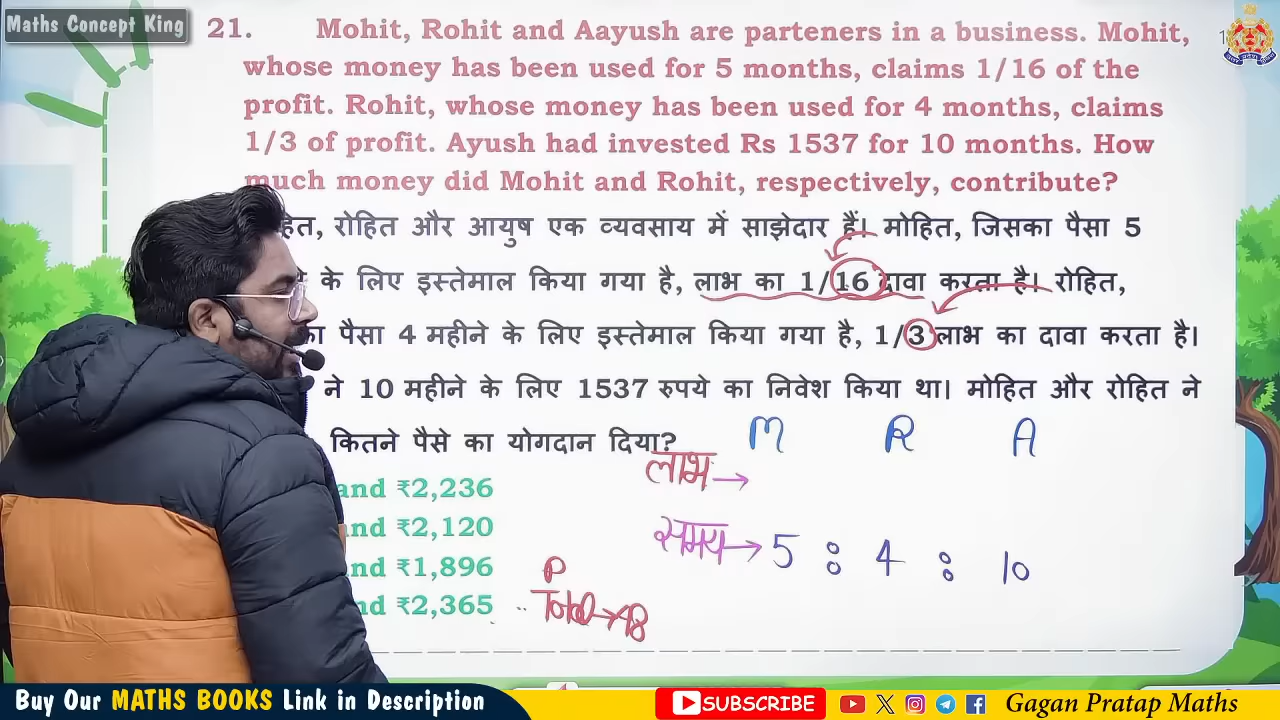 Maths Concept King
21. Mohit, Rohit and Aayush are parteners in a business. Mohit,
whose money has been used for 5 months, claims 1/16 of the
profit. Rohit, whose money has been used for 4 months, claims
1/3 of profit. Ayush had invested Rs 1537 for 10 months. How
much money did Mohit and Rohit, respectively, contribute?
रोहित और आयुष एक व्यवसाय में साझेदार हैं। मोहित, जिसका पैसा 5
के लिए इस्तेमाल किया गया है, लाभ का 1/16 दावा करता है। रोहित,
पैसा 4 महीने के लिए इस्तेमाल किया गया है, 1/3 लाभ का दावा करता है।
ने 10 महीने के लिए 1537 रुपये का निवेश किया था। मोहित और रोहित ने
कितने पैसे का योगदान दिया?
M R A
लाभ →
and ₹2,236
and ₹2,120
समय → 5 : 4 : 10
and ₹1,896
and ₹2,365
P
Total → 48
Buy Our MATHS BOOKS Link in Description
SUBSCRIBE
Gagan Pratap Maths